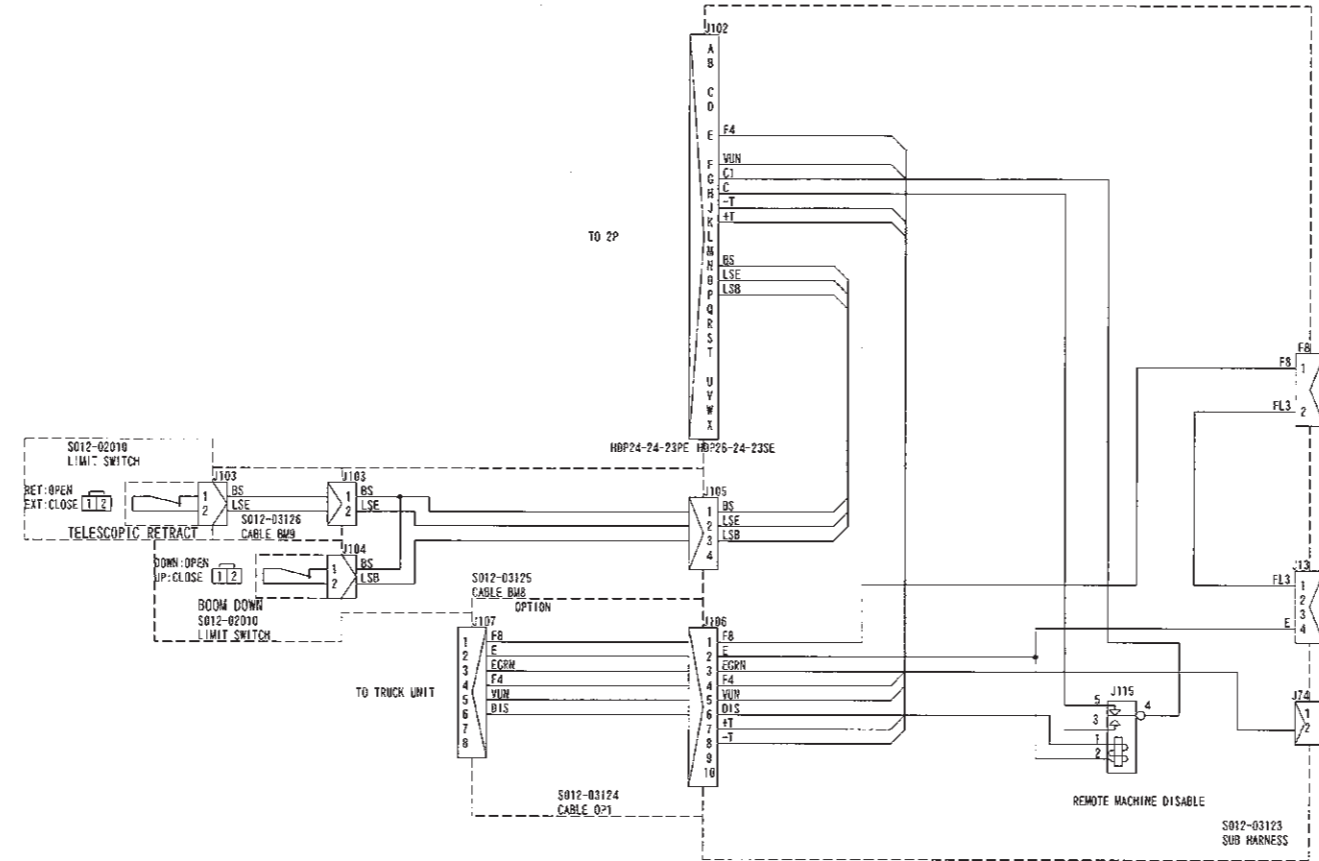 J102
A
B
C
D
E F4
F VUN
G C1
H C
J -T
K +T
L
M
N BS
O LSE
P LSB
Q
R
S
T
U
V
W
X
TO 2P
HDP24-24-23PE HDP26-24-23SE
F8
F8 1
FL3 2
S012-02010
LIMIT SWITCH
RET:OPEN
EXT:CLOSE 1 2
J103
1 BS
2 LSE
J103
1 BS
2 LSE
S012-03126
CABLE BM9
TELESCOPIC RETRACT
J105
1 BS
2 LSE
3 LSB
4
DOWN:OPEN
UP:CLOSE 1 2
J104
1 BS
2 LSB
BOOM DOWN
S012-02010
LIMIT SWITCH
S012-03125
CABLE BM8
OPTION
J13
FL3 1
2
3
E 4
J107
1 F8
2 E
3 EGRN
4 F4
5 VUN
6 DIS
7
8
TO TRUCK UNIT
J106
1 F8
2 E
3 EGRN
4 F4
5 VUN
6 DIS
7 +T
8 -T
9
10
J115
5 4
3
1
2
J74
1
2
S012-03124
CABLE OP1
REMOTE MACHINE DISABLE
S012-03123
SUB HARNESS